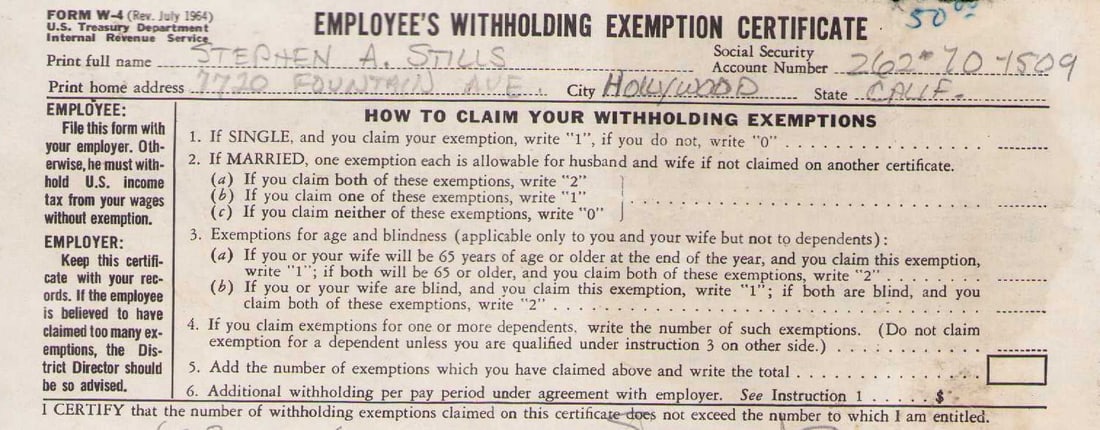 FORM W-4 (Rev. July 1964)
U.S. Treasury Department
Internal Revenue Service
EMPLOYEE'S WITHHOLDING EXEMPTION CERTIFICATE
50
Print full name STEPHEN A. STILLS
Social Security
Account Number [number withheld for privacy]
Print home address 7720 FOUNTAIN AVE. City HOLLYWOOD State CALIF.
EMPLOYEE:
File this form with
your employer. Oth-
erwise, he must with-
hold U.S. income
tax from your wages
without exemption.
EMPLOYER:
Keep this certifi-
cate with your rec-
ords. If the employee
is believed to have
claimed too many ex-
emptions, the Dis-
trict Director should
be so advised.
HOW TO CLAIM YOUR WITHHOLDING EXEMPTIONS
1. If SINGLE, and you claim your exemption, write "1", if you do not, write "0"
2. If MARRIED, one exemption each is allowable for husband and wife if not claimed on another certificate.
(a) If you claim both of these exemptions, write "2"
(b) If you claim one of these exemptions, write "1"
(c) If you claim neither of these exemptions, write "0"
3. Exemptions for age and blindness (applicable only to you and your wife but not to dependents):
(a) If you or your wife will be 65 years of age or older at the end of the year, and you claim this exemption,
write "1"; if both will be 65 or older, and you claim both of these exemptions, write "2"
(b) If you or your wife are blind, and you claim this exemption, write "1"; if both are blind, and you
claim both of these exemptions, write "2"
4. If you claim exemptions for one or more dependents, write the number of such exemptions. (Do not claim
exemption for a dependent unless you are qualified under instruction 3 on other side.)
5. Add the number of exemptions which you have claimed above and write the total
6. Additional withholding per pay period under agreement with employer. See Instruction 1 $
I CERTIFY that the number of withholding exemptions claimed on this certificate does not exceed the number to which I am entitled.